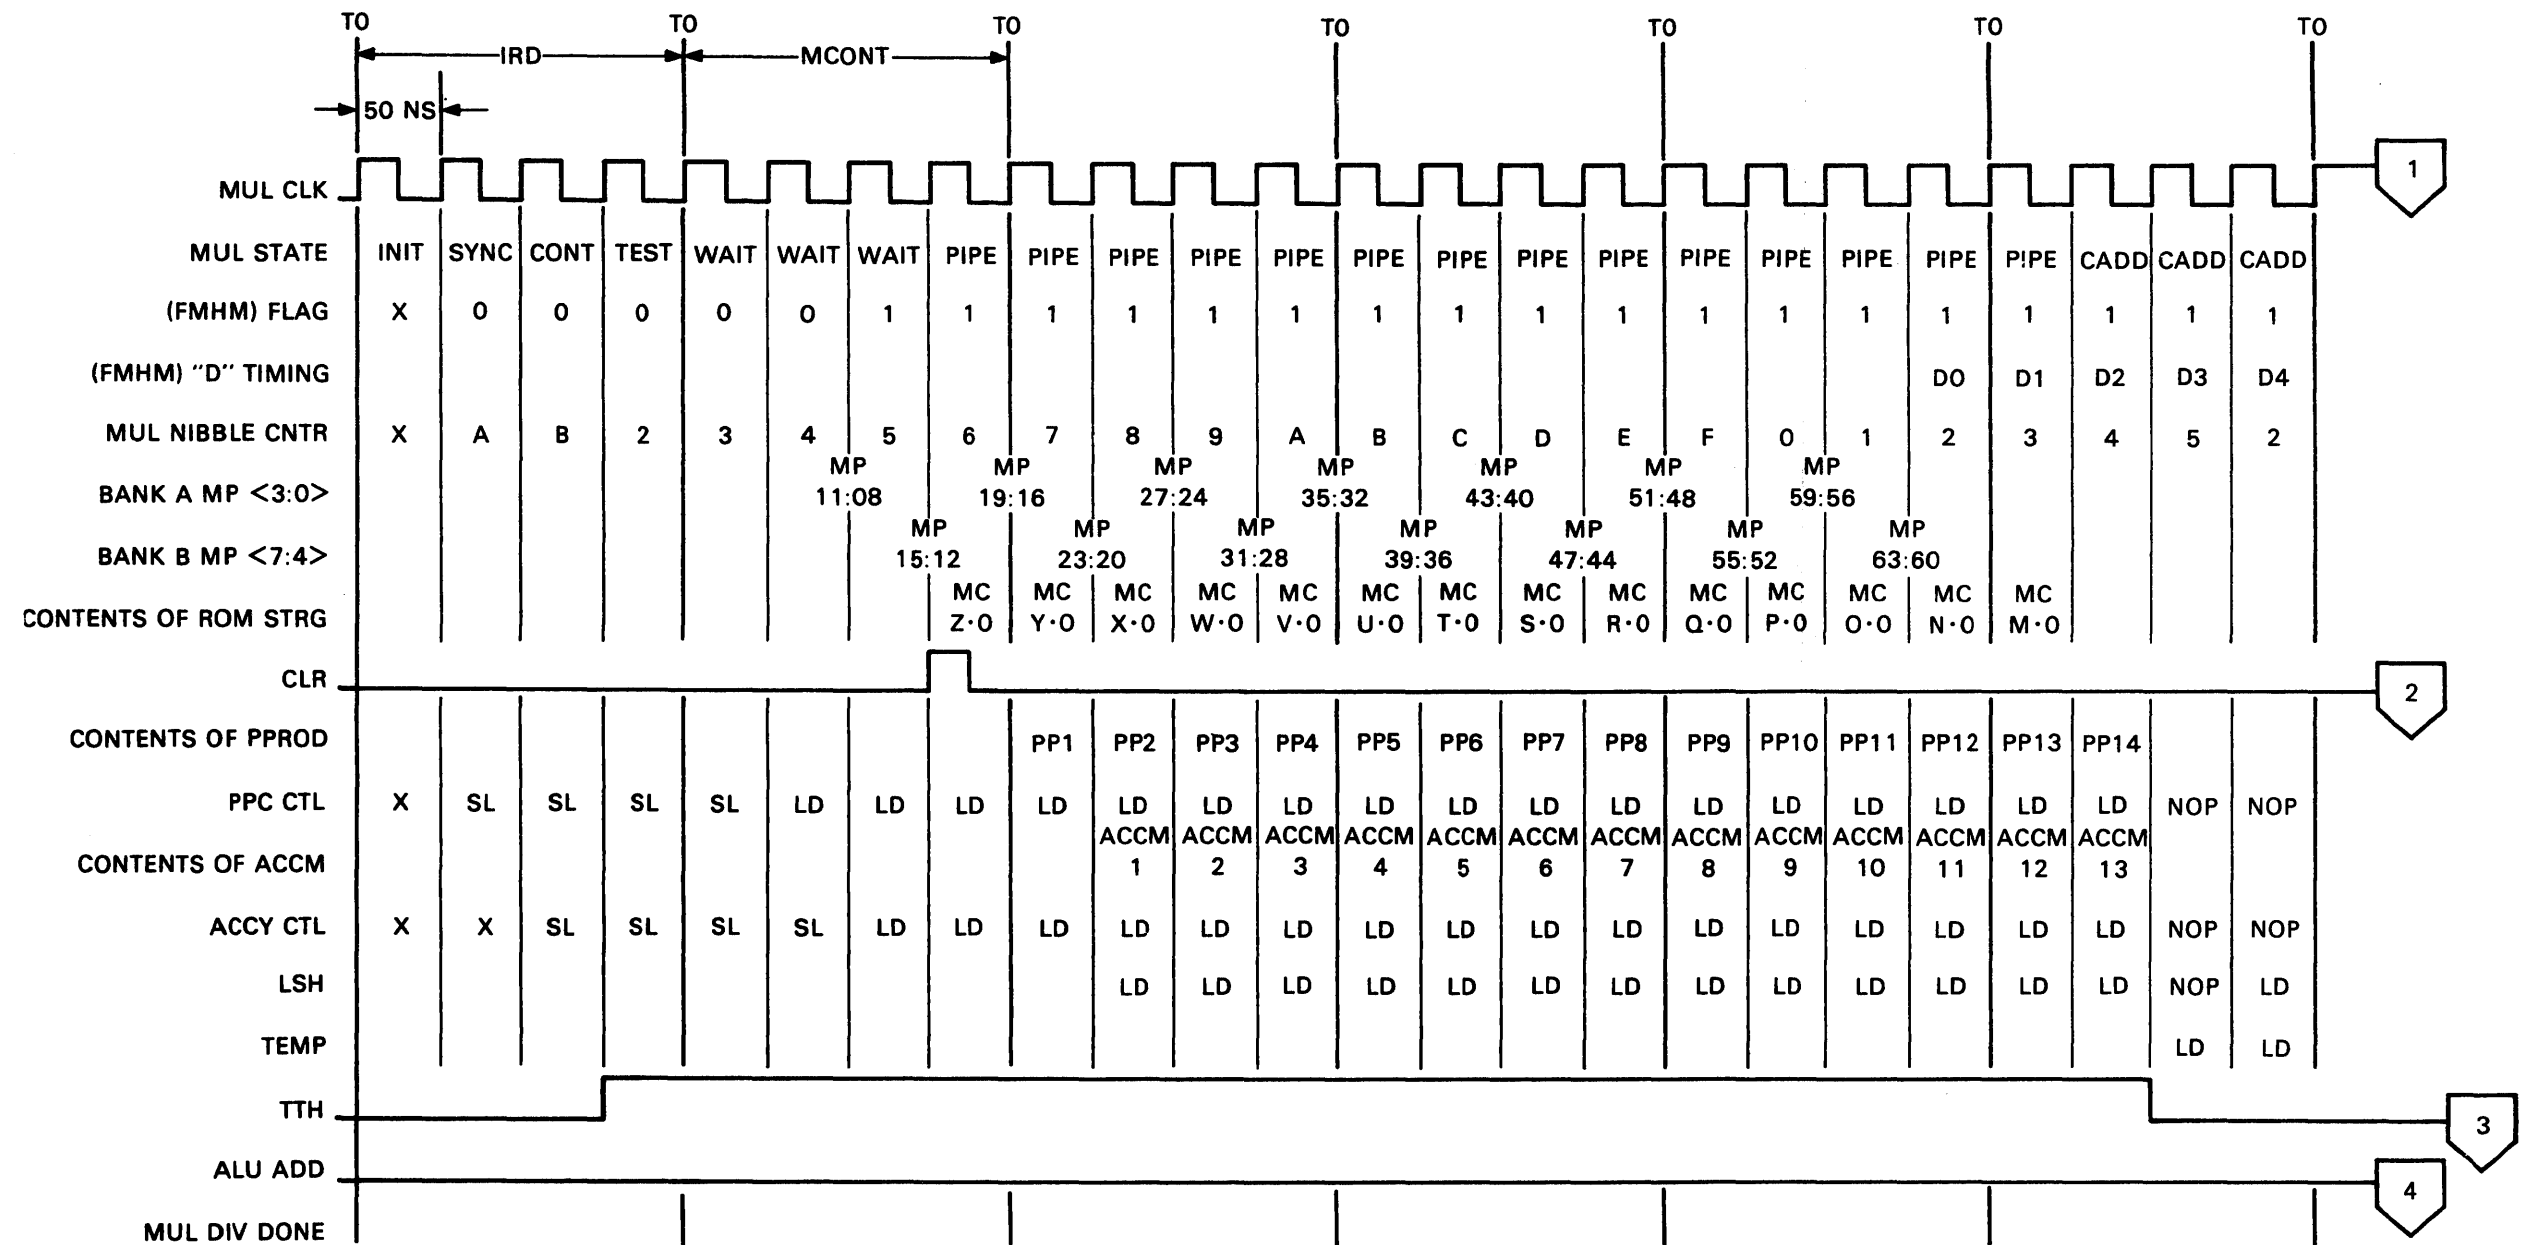 TO TO TO TO TO TO TO
IRD MCONT
50 NS
MUL CLK 1
MUL STATE INIT SYNC CONT TEST WAIT WAIT WAIT PIPE PIPE PIPE PIPE PIPE PIPE PIPE PIPE PIPE PIPE PIPE PIPE PIPE PIPE CADD CADD CADD
(FMHM) FLAG X 0 0 0 0 0 1 1 1 1 1 1 1 1 1 1 1 1 1 1 1 1 1 1
(FMHM) "D" TIMING D0 D1 D2 D3 D4
MUL NIBBLE CNTR X A B 2 3 4 5 6 7 8 9 A B C D E F 0 1 2 3 4 5 2
MP MP MP MP MP MP MP
BANK A MP <3:0> 11:08 19:16 27:24 35:32 43:40 51:48 59:56
MP MP MP MP MP MP MP
BANK B MP <7:4> 15:12 23:20 31:28 39:36 47:44 55:52 63:60
MC MC MC MC MC MC MC MC MC MC MC MC MC MC
CONTENTS OF ROM STRG Z·0 Y·0 X·0 W·0 V·0 U·0 T·0 S·0 R·0 Q·0 P·0 O·0 N·0 M·0
CLR 2
CONTENTS OF PPROD PP1 PP2 PP3 PP4 PP5 PP6 PP7 PP8 PP9 PP10 PP11 PP12 PP13 PP14
PPC CTL X SL SL SL SL LD LD LD LD LD LD LD LD LD LD LD LD LD LD LD LD LD NOP NOP
ACCM ACCM ACCM ACCM ACCM ACCM ACCM ACCM ACCM ACCM ACCM ACCM ACCM
CONTENTS OF ACCM 1 2 3 4 5 6 7 8 9 10 11 12 13
ACCY CTL X X SL SL SL SL LD LD LD LD LD LD LD LD LD LD LD LD LD LD LD LD NOP NOP
LSH LD LD LD LD LD LD LD LD LD LD LD LD LD NOP LD
TEMP LD LD
TTH 3
ALU ADD 4
MUL DIV DONE